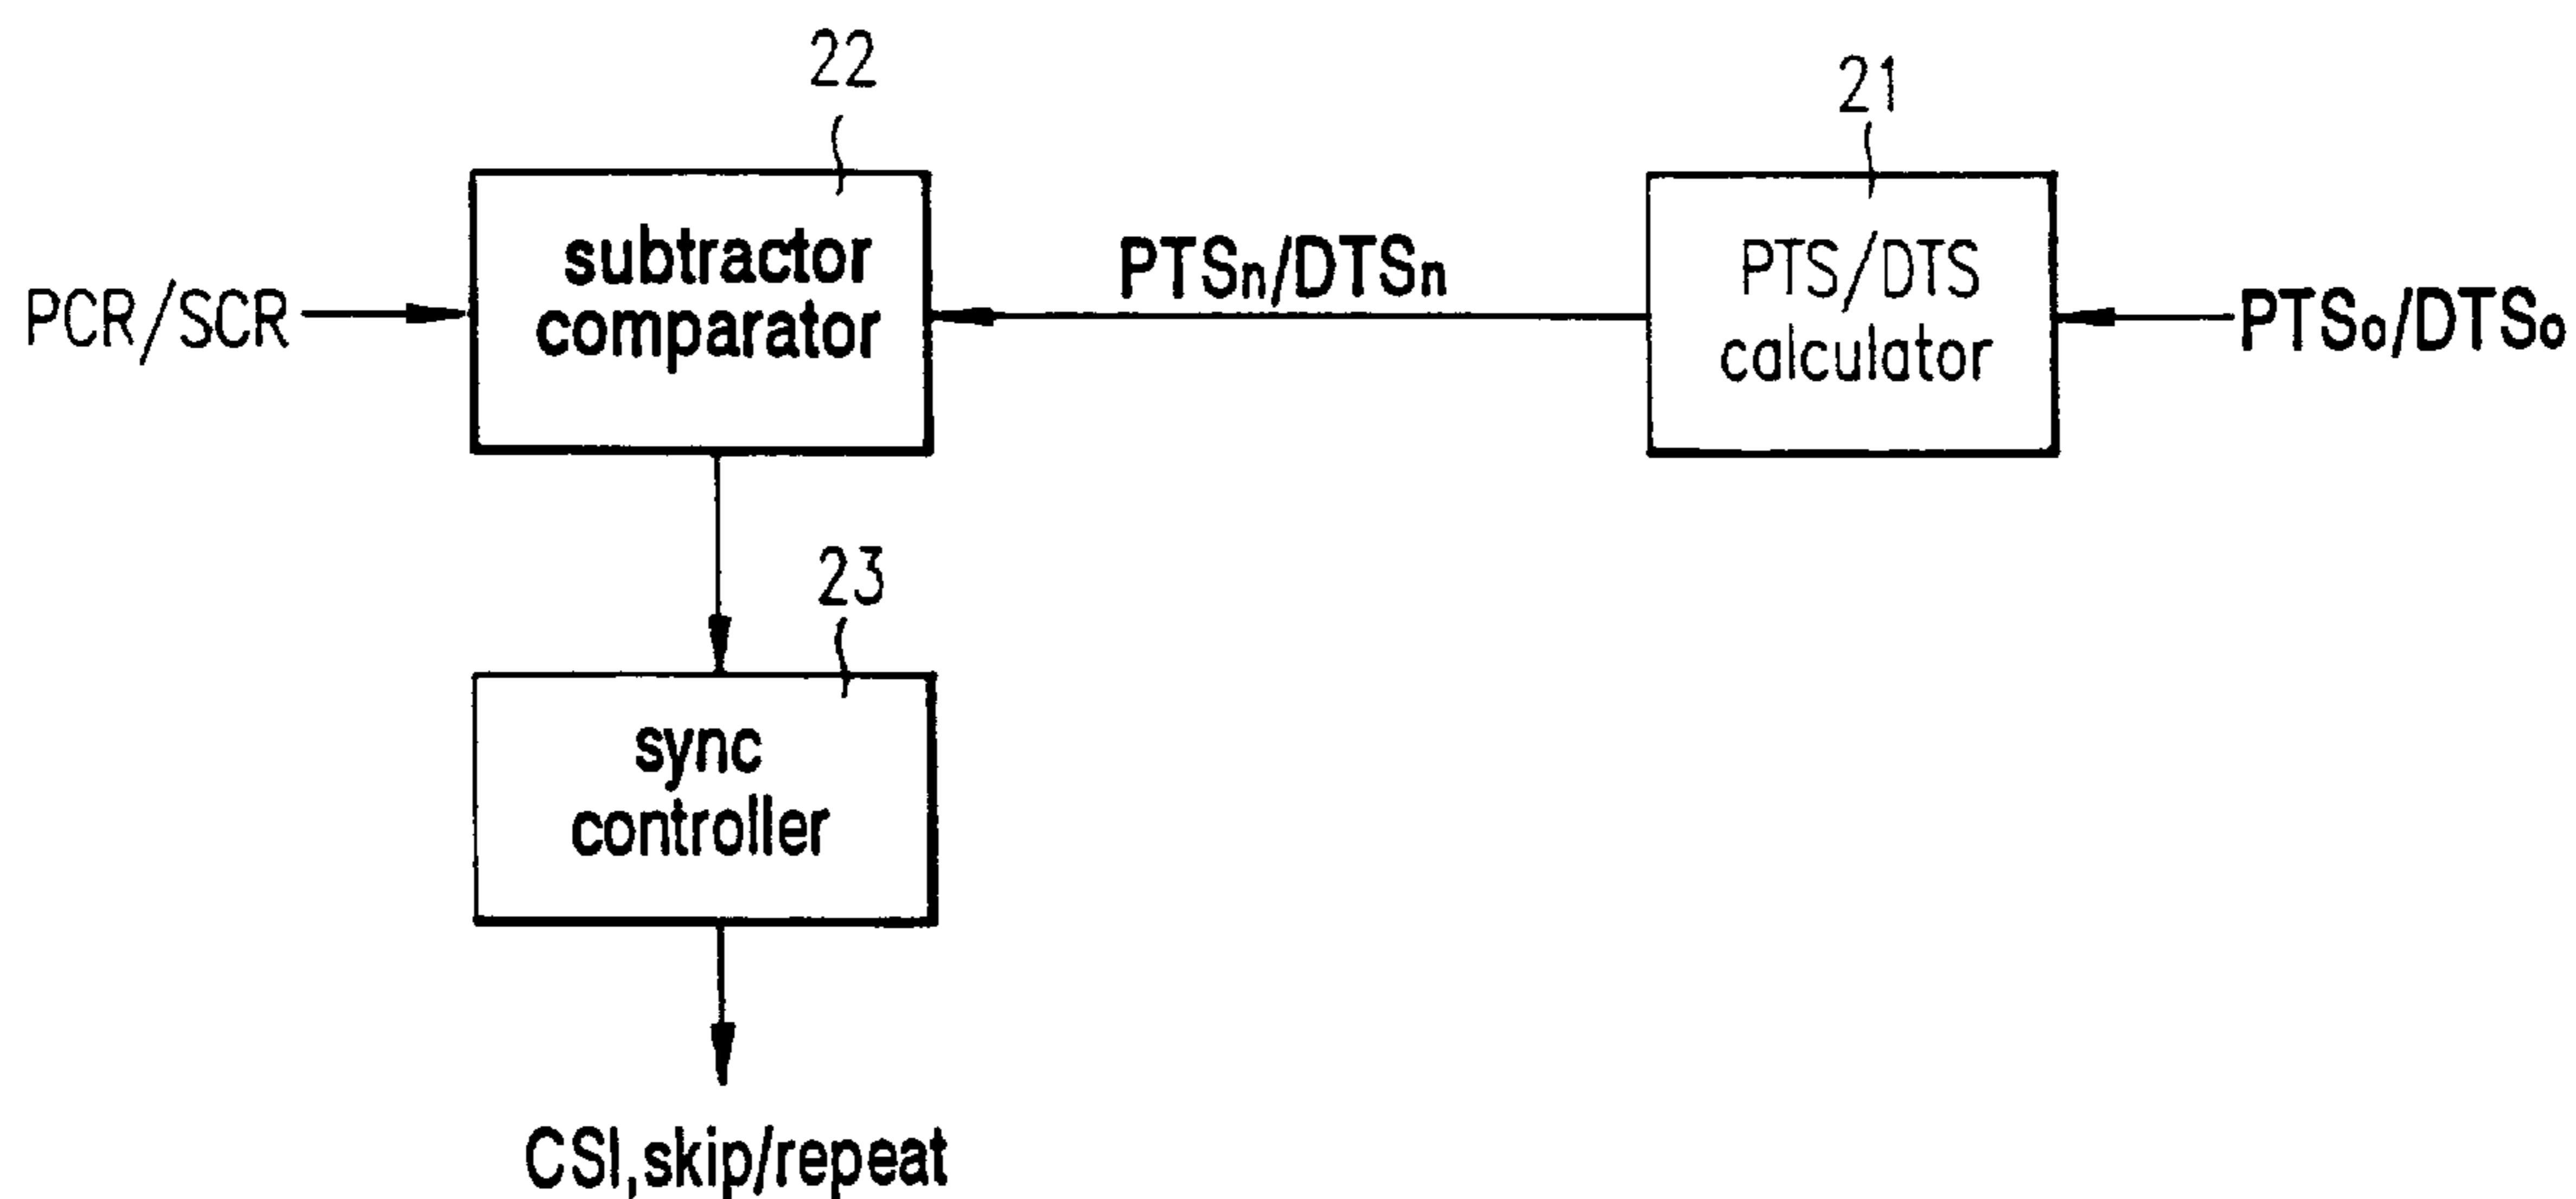 22
21
subtractor
comparator
PCR/SCR
PTSn/DTSn
PTS/DTS
calculator
PTSo/DTSo
23
sync
controller
CSI,skip/repeat